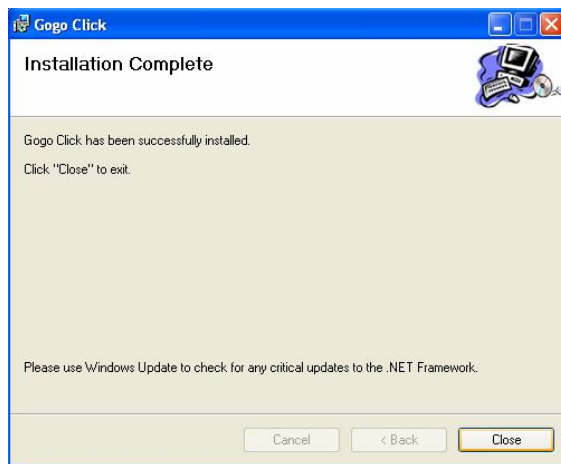 Gogo Click
Installation Complete
Gogo Click has been successfully installed.
Click "Close" to exit.
Please use Windows Update to check for any critical updates to the .NET Framework.
Cancel
< Back
Close